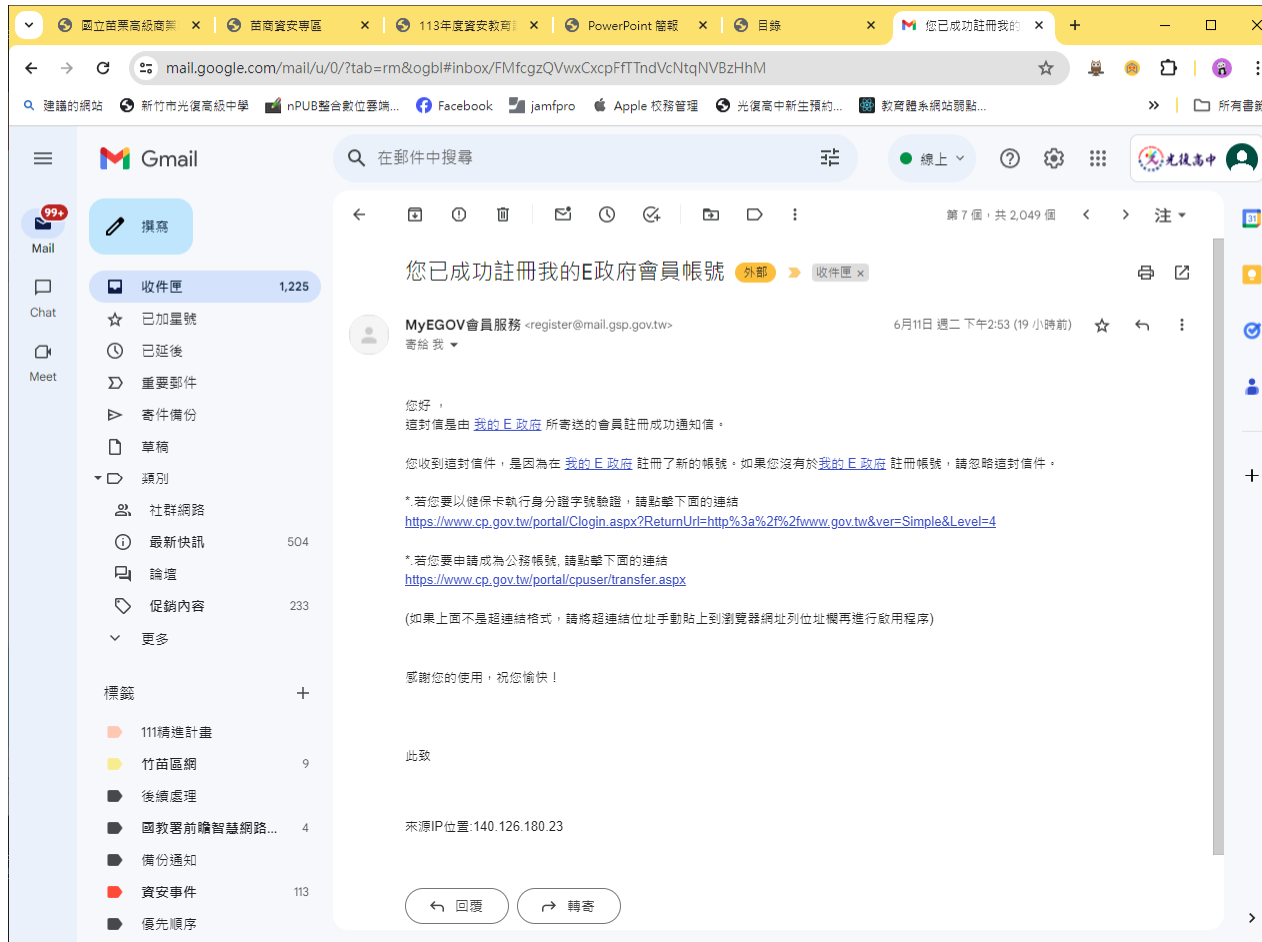 國立苗栗高級商業
苗商資安專區
113年度資安教育
PowerPoint 簡報
目錄
您已成功註冊我的
mail.google.com/mail/u/0/?tab=rm&ogbl#inbox/FMfcgzQVwxCxcpFfTTndVcNtqNVBzHhM
建議的網站
新竹市光復高級中學
nPUB整合數位雲端...
Facebook
jamfpro
Apple 校務管理
光復高中新生預約...
教育體系網站弱點...
»
所有書籤
Gmail
在郵件中搜尋
線上
光復高中
99+
Mail
Chat
Meet
撰寫
收件匣 1,225
已加星號
已延後
重要郵件
寄件備份
草稿
類別
社群網路
最新快訊 504
論壇
促銷內容 233
更多
標籤
111精進計畫
竹苗區網 9
後續處理
國教署前瞻智慧網路... 4
備份通知
資安事件 113
優先順序
第 7 個，共 2,049 個
注
31
您已成功註冊我的E政府會員帳號 外部 收件匣 ×
MyEGOV會員服務 <register@mail.gsp.gov.tw>
6月11日 週二 下午2:53 (19 小時前)
寄給 我
您好 ，
這封信是由 我的 E 政府 所寄送的會員註冊成功通知信。
您收到這封信件，是因為在 我的 E 政府 註冊了新的帳號。如果您沒有於我的 E 政府 註冊帳號，請忽略這封信件。
*.若您要以健保卡執行身分證字號驗證，請點擊下面的連結
https://www.cp.gov.tw/portal/Clogin.aspx?ReturnUrl=http%3a%2f%2fwww.gov.tw&ver=Simple&Level=4
*.若您要申請成為公務帳號, 請點擊下面的連結
https://www.cp.gov.tw/portal/cpuser/transfer.aspx
(如果上面不是超連結格式，請將超連結位址手動貼上到瀏覽器網址列位址欄再進行啟用程序)
感謝您的使用，祝您愉快！
此致
來源IP位置:140.126.180.23
回覆
轉寄